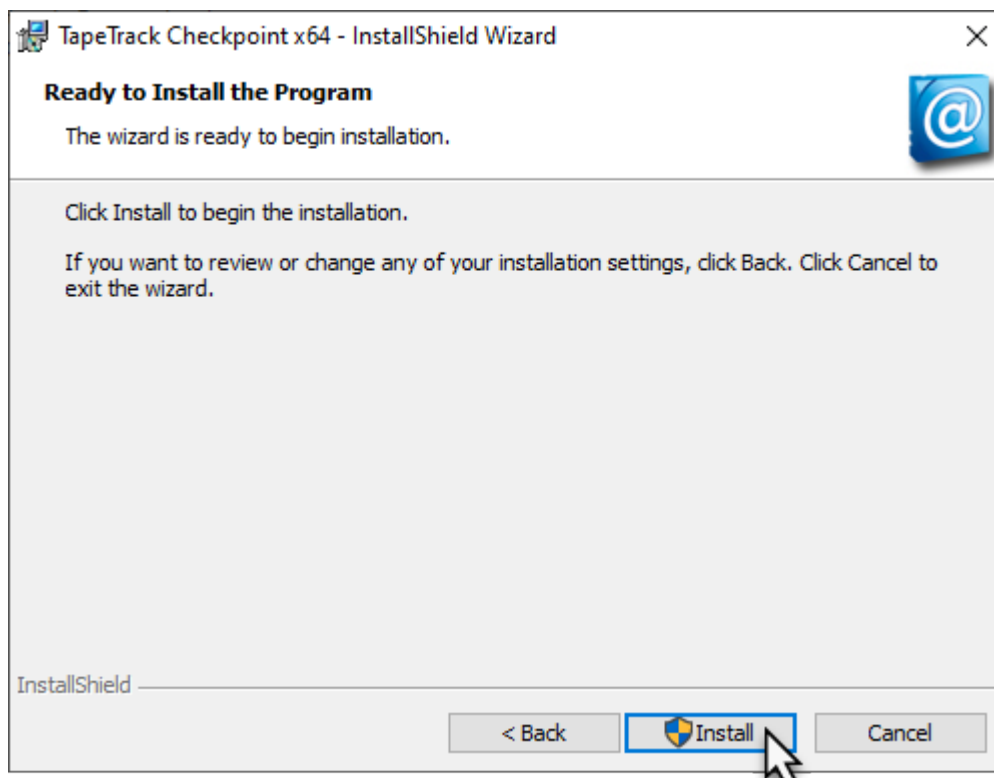 TapeTrack Checkpoint x64 - InstallShield Wizard
Ready to Install the Program
The wizard is ready to begin installation.
@
Click Install to begin the installation.
If you want to review or change any of your installation settings, click Back. Click Cancel to
exit the wizard.
InstallShield
< Back
Install
Cancel